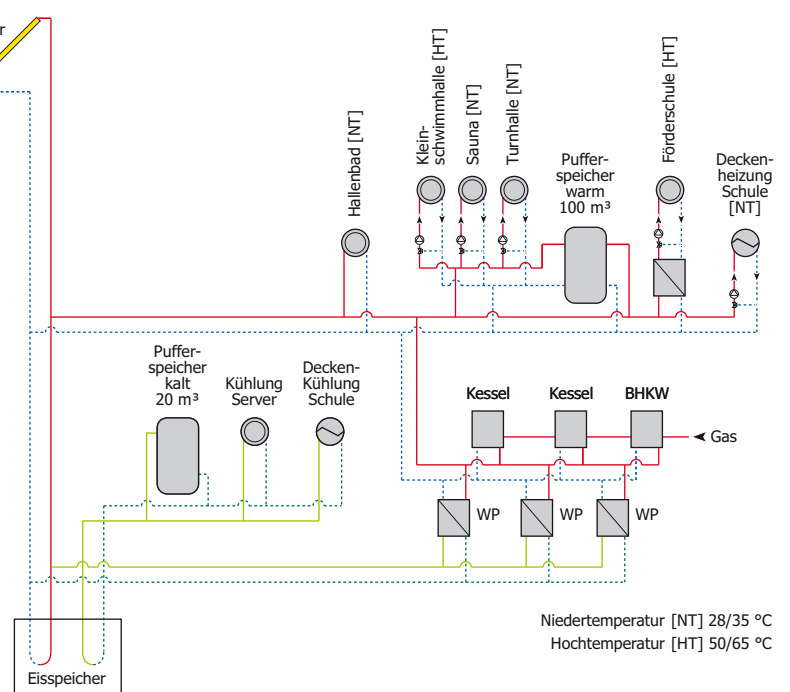 r
Hallenbad [NT]
Klein-
schwimmhalle [HT]
Sauna [NT]
Turnhalle [NT]
Puffer-
speicher
warm
100 m³
Förderschule [HT]
Decken-
heizung
Schule
[NT]
Puffer-
speicher
kalt
20 m³
Kühlung
Server
Decken-
Kühlung
Schule
Kessel
Kessel
BHKW
Gas
WP
WP
WP
Niedertemperatur [NT] 28/35 °C
Hochtemperatur [HT] 50/65 °C
Eisspeicher